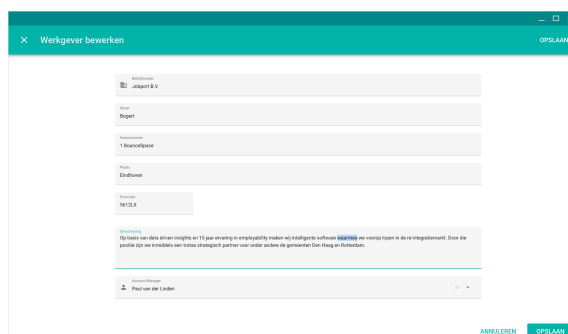 Werkgever bewerken
OPSLAAN
Bedrijfsnaam
Jobport B.V.
Straat
Bogert
Huisnummer
1 BounceSpace
Plaats
Eindhoven
Postcode
5612LX
Omschrijving
Op basis van data driven insights en 15 jaar ervaring in employability maken wij intelligente software waarmee we voorop lopen in de re-integratiemarkt. Door die
positie zijn we inmiddels een trotse strategisch partner voor onder andere de gemeenten Den Haag en Rotterdam.
Account Manager
Paul van der Linden
ANNULEREN
OPSLAAN